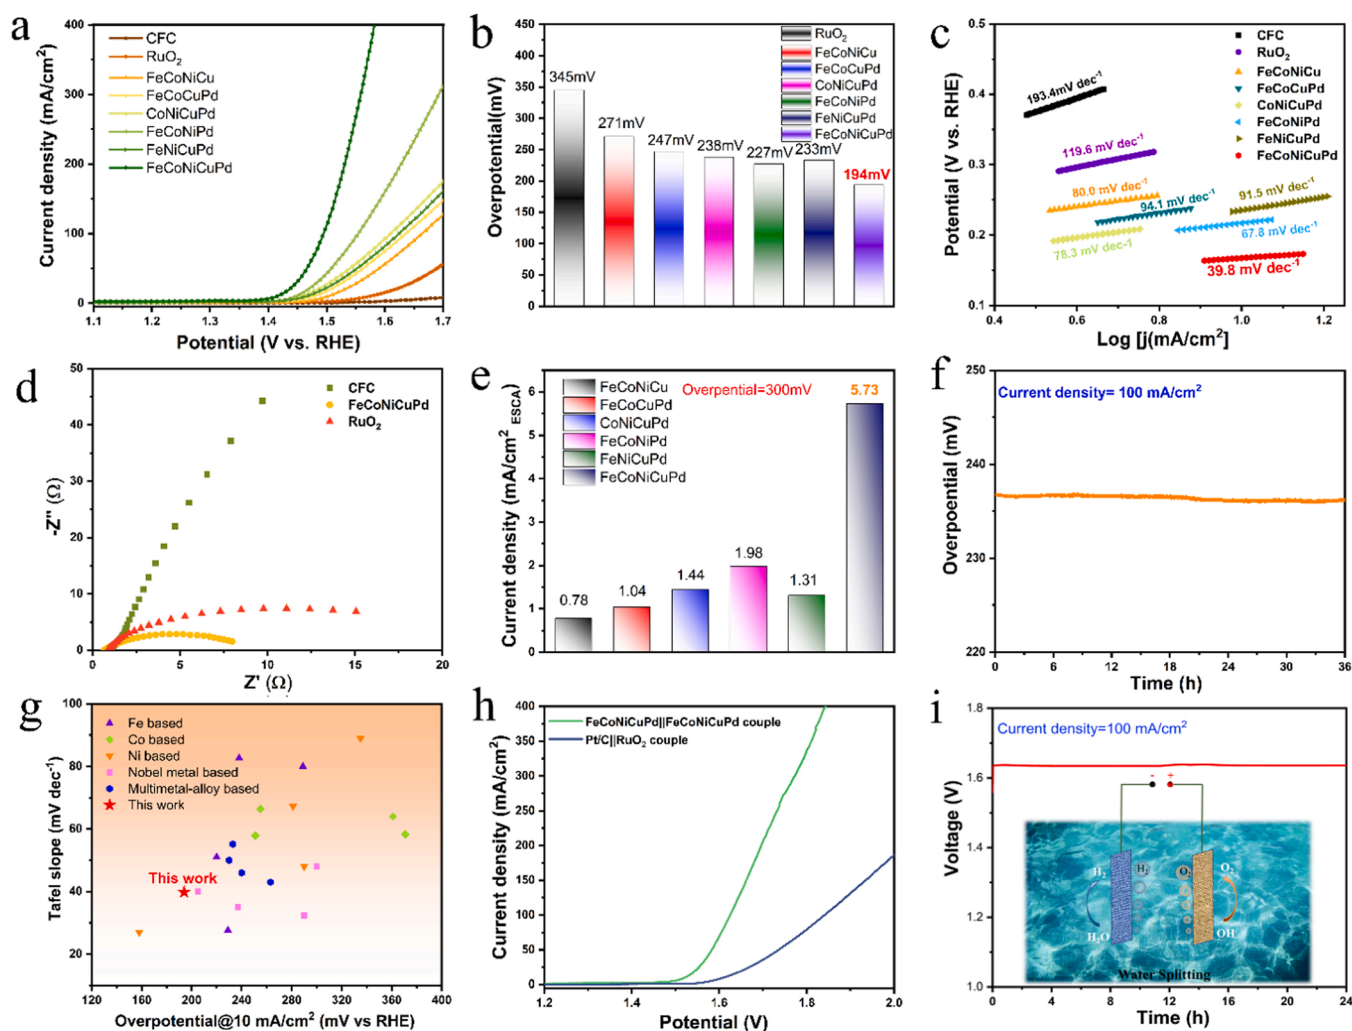 a
Current density (mA/cm²)
400
300
200
100
0
1.1
1.2
1.3
1.4
1.5
1.6
1.7
Potential (V vs. RHE)
CFC
RuO₂
FeCoNiCu
FeCoCuPd
CoNiCuPd
FeCoNiPd
FeNiCuPd
FeCoNiCuPd
b
Overpotential(mV)
450
400
350
300
250
200
150
100
50
0
345mV
271mV
247mV
238mV
227mV
233mV
194mV
RuO₂
FeCoNiCu
FeCoCuPd
CoNiCuPd
FeCoNiPd
FeNiCuPd
FeCoNiCuPd
c
Potential (V vs. RHE)
0.5
0.4
0.3
0.2
0.1
0.4
0.6
0.8
1.0
1.2
Log [j(mA/cm²]
193.4mV dec⁻¹
119.6 mV dec⁻¹
80.0 mV dec⁻¹
94.1 mV dec⁻¹
91.5 mV dec⁻¹
78.3 mV dec-1
67.8 mV dec⁻¹
39.8 mV dec⁻¹
CFC
RuO₂
FeCoNiCu
FeCoCuPd
CoNiCuPd
FeCoNiPd
FeNiCuPd
FeCoNiCuPd
d
-Z'' (Ω)
50
40
30
20
10
0
0
5
10
15
20
Z' (Ω)
CFC
FeCoNiCuPd
RuO₂
e
Current density (mA/cm² ESCA)
6
5
4
3
2
1
0
FeCoNiCu
FeCoCuPd
CoNiCuPd
FeCoNiPd
FeNiCuPd
FeCoNiCuPd
Overpential=300mV
0.78
1.04
1.44
1.98
1.31
5.73
f
Overpoential (mV)
250
240
230
220
Current density= 100 mA/cm²
0
6
12
18
24
30
36
Time (h)
g
Tafel slope (mV dec⁻¹)
100
80
60
40
20
Fe based
Co based
Ni based
Nobel metal based
Multimetal-alloy based
This work
This work
120
160
200
240
280
320
360
400
Overpotential@10 mA/cm² (mV vs RHE)
h
Current density (mA/cm²)
400
350
300
250
200
150
100
50
0
FeCoNiCuPd||FeCoNiCuPd couple
Pt/C||RuO₂ couple
1.2
1.4
1.6
1.8
2.0
Potential (V)
i
Voltage (V)
1.8
1.6
1.4
1.2
1.0
Current density=100 mA/cm²
-
+
H₂
H₂
O₂
O₂
H₂O
OH
Water Splitting
0
6
12
18
24
Time (h)